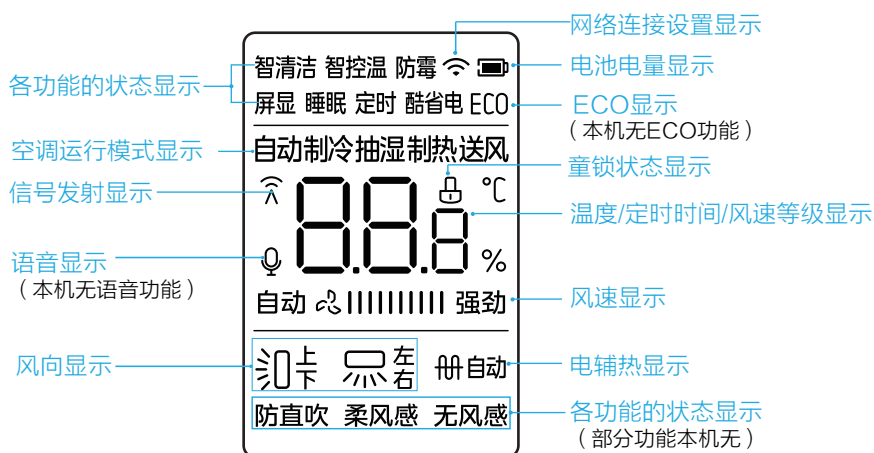 网络连接设置显示
智清洁 智控温 防霉
电池电量显示
各功能的状态显示
屏显 睡眠 定时 酷省电 ECO
ECO显示
（本机无ECO功能）
空调运行模式显示
自动制冷抽湿制热送风
童锁状态显示
信号发射显示
℃
8.8.8
温度/定时时间/风速等级显示
语音显示
%
（本机无语音功能）
自动 强劲
风速显示
风向显示
上下 左右 自动
电辅热显示
防直吹 柔风感 无风感
各功能的状态显示
（部分功能本机无）